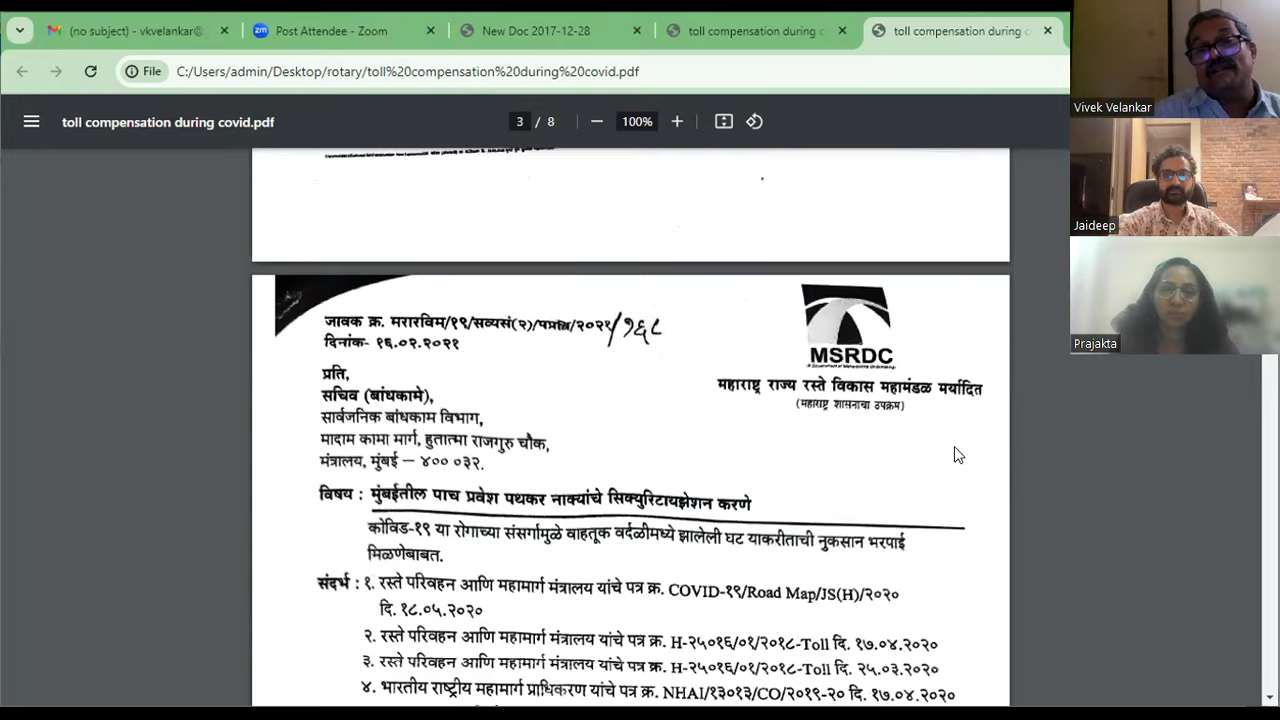 (no subject) - vkvelankar@
Post Attendee - Zoom
New Doc 2017-12-28
toll compensation during c
toll compensation during c
File
C:/Users/admin/Desktop/rotary/toll%20compensation%20during%20covid.pdf
toll compensation during covid.pdf
3 / 8
100%
Vivek Velankar
Jaideep
Prajakta
जावक क्र. मरारविम/१९/सव्यसं(२)/पप्रना/२०२१/७६८
दिनांक- १६.०२.२०२१
MSRDC
महाराष्ट्र राज्य रस्ते विकास महामंडळ मर्यादित
(महाराष्ट्र शासनाचा उपक्रम)
प्रति,
सचिव (बांधकामे),
सार्वजनिक बांधकाम विभाग,
मादाम कामा मार्ग, हुतात्मा राजगुरु चौक,
मंत्रालय, मुंबई – ४०० ०३२.
विषय : मुंबईतील पाच प्रवेश पथकर नाक्यांचे सिक्युरिटायझेशन करणे
कोविड-१९ या रोगाच्या संसर्गामुळे वाहतूक वर्दळीमध्ये झालेली घट याकरीताची नुकसान भरपाई
मिळणेबाबत.
संदर्भ : १. रस्ते परिवहन आणि महामार्ग मंत्रालय यांचे पत्र क्र. COVID-१९/Road Map/JS(H)/२०२०
दि. १८.०५.२०२०
२. रस्ते परिवहन आणि महामार्ग मंत्रालय यांचे पत्र क्र. H-२५०१६/०१/२०१८-Toll दि. १७.०४.२०२०
३. रस्ते परिवहन आणि महामार्ग मंत्रालय यांचे पत्र क्र. H-२५०१६/०१/२०१८-Toll दि. २५.०३.२०२०
४. भारतीय राष्ट्रीय महामार्ग प्राधिकरण यांचे पत्र क्र. NHAI/१३०१३/CO/२०१९-२० दि. १७.०४.२०२०